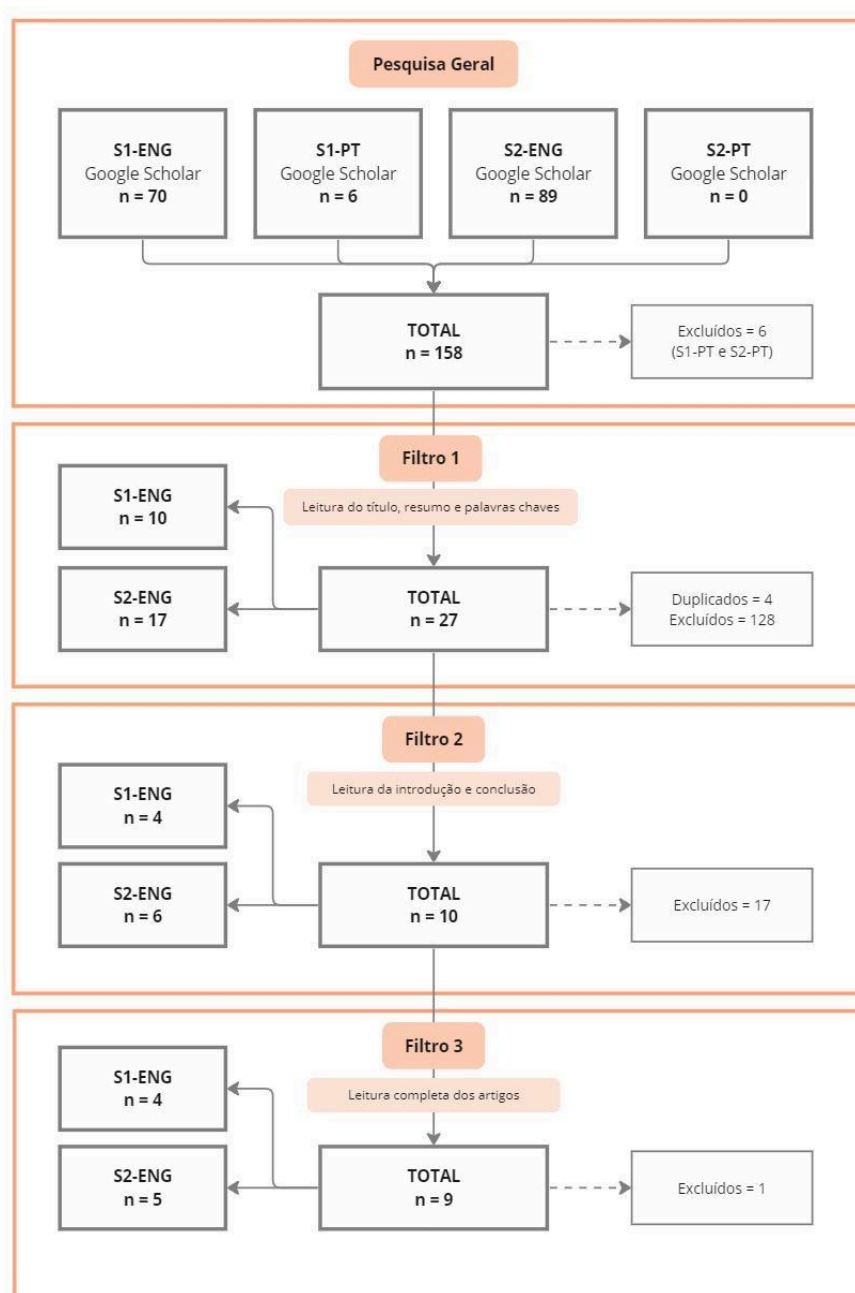 Pesquisa Geral
S1-ENG
Google Scholar
n = 70
S1-PT
Google Scholar
n = 6
S2-ENG
Google Scholar
n = 89
S2-PT
Google Scholar
n = 0
TOTAL
n = 158
Excluídos = 6
(S1-PT e S2-PT)
Filtro 1
Leitura do título, resumo e palavras chaves
S1-ENG
n = 10
S2-ENG
n = 17
TOTAL
n = 27
Duplicados = 4
Excluídos = 128
Filtro 2
Leitura da introdução e conclusão
S1-ENG
n = 4
S2-ENG
n = 6
TOTAL
n = 10
Excluídos = 17
Filtro 3
Leitura completa dos artigos
S1-ENG
n = 4
S2-ENG
n = 5
TOTAL
n = 9
Excluídos = 1